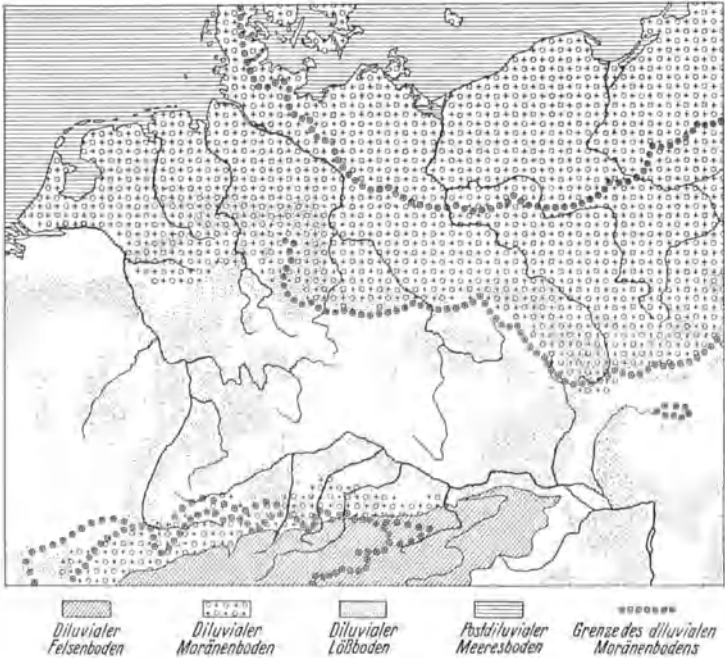 Diluvialer
Felsenboden
Diluvialer
Moränenboden
Diluvialer
Lößboden
Postdiluvialer
Meeresboden
Grenze des diluvialen
Moränenbodens